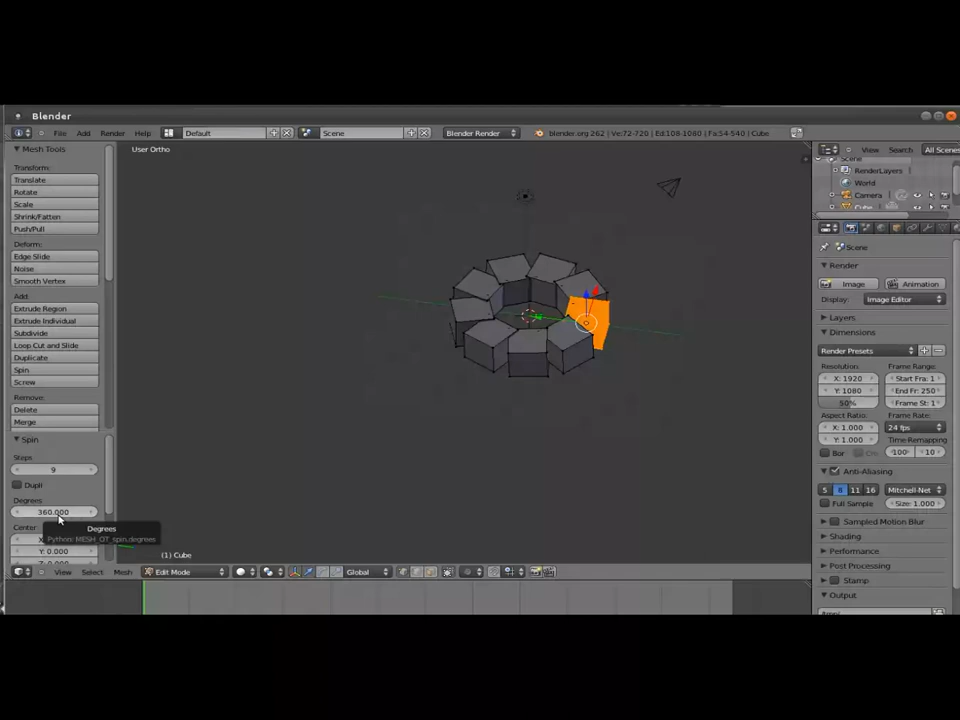 Blender
File Add Render Help Default Scene Blender Render blender.org 262 | Ve:72-720 | Ed:108-1080 | Fa:54-540 | Cube View Search All Scenes
Mesh Tools
User Ortho
Scene
RenderLayers
World
Camera
Cube
Transform:
Translate
Rotate
Scale
Shrink/Fatten
Push/Pull
Deform:
Edge Slide
Noise
Smooth Vertex
Add:
Extrude Region
Extrude Individual
Subdivide
Loop Cut and Slide
Duplicate
Spin
Screw
Remove:
Delete
Merge
Spin
Steps
9
Dupli
Degrees
360.000
Degrees
Python: MESH_OT_spin.degrees
Center
X
Y: 0.000
Z: 0.000
(1) Cube
View Select Mesh Edit Mode Global
Scene
Render
Image Animation
Display: Image Editor
Layers
Dimensions
Render Presets
Resolution: Frame Range:
X: 1920 Start Fra: 1
Y: 1080 End Fr: 250
50% Frame St: 1
Aspect Ratio: Frame Rate:
X: 1.000 24 fps
Y: 1.000 Time Remapping
Bor 100 10
Anti-Aliasing
5 8 11 16 Mitchell-Net
Full Sample Size: 1.000
Sampled Motion Blur
Shading
Performance
Post Processing
Stamp
Output